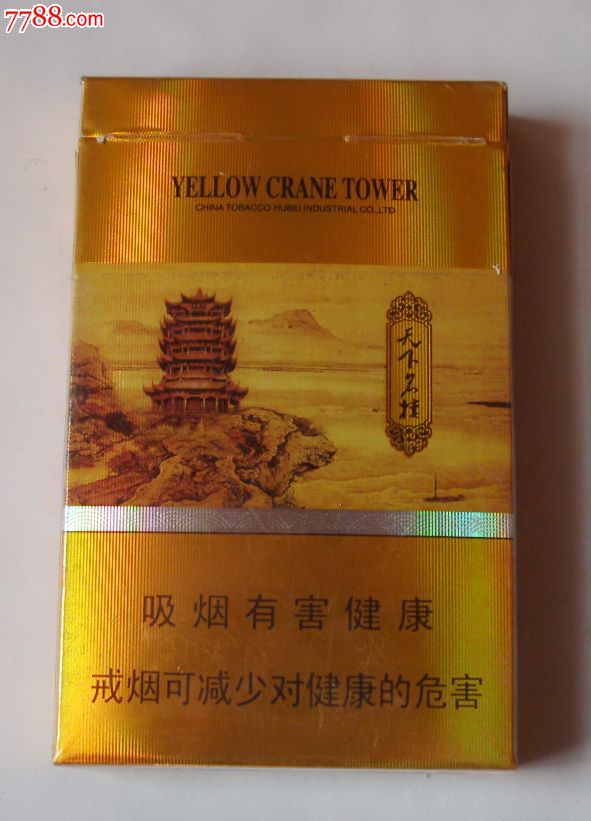 7788.com
YELLOW CRANE TOWER
CHINA TOBACCO HUBEI INDUSTRIAL CO.,LTD
天下名楼
吸烟有害健康
戒烟可减少对健康的危害